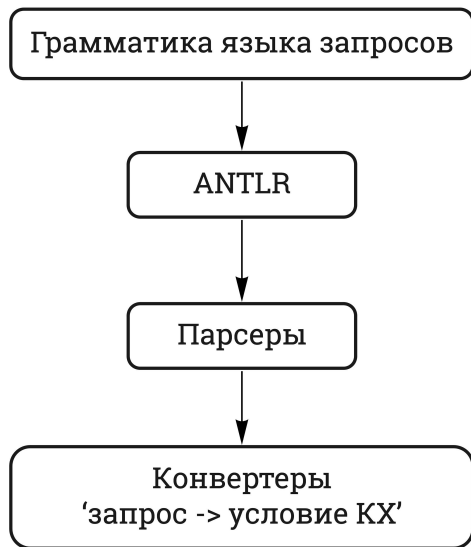 Грамматика языка запросов
ANTLR
Парсеры
Конвертеры
‘запрос -> условие КХ’